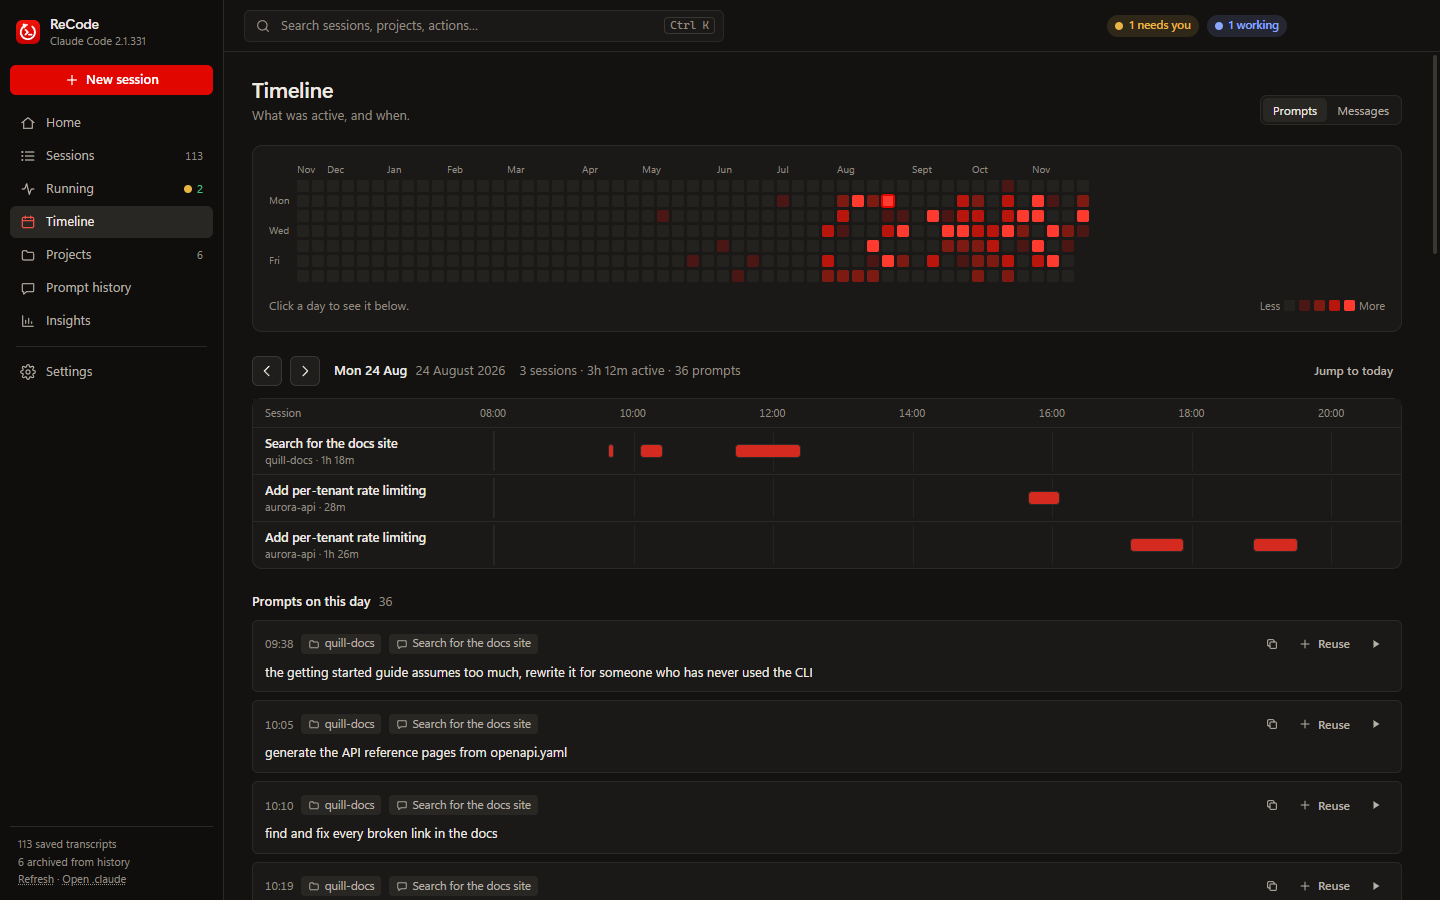 ReCode
Claude Code 2.1.331
Search sessions, projects, actions...
Ctrl K
1 needs you
1 working
New session
Home
Sessions 113
Running 2
Timeline
Projects 6
Prompt history
Insights
Settings
113 saved transcripts
6 archived from history
Refresh · Open .claude
Timeline
What was active, and when.
Prompts Messages
Nov Dec Jan Feb Mar Apr May Jun Jul Aug Sept Oct Nov
Mon
Wed
Fri
Click a day to see it below.
Less More
Mon 24 Aug 24 August 2026 3 sessions · 3h 12m active · 36 prompts
Jump to today
Session 08:00 10:00 12:00 14:00 16:00 18:00 20:00
Search for the docs site
quill-docs · 1h 18m
Add per-tenant rate limiting
aurora-api · 28m
Add per-tenant rate limiting
aurora-api · 1h 26m
Prompts on this day 36
09:38 quill-docs Search for the docs site Reuse
the getting started guide assumes too much, rewrite it for someone who has never used the CLI
10:05 quill-docs Search for the docs site Reuse
generate the API reference pages from openapi.yaml
10:10 quill-docs Search for the docs site Reuse
find and fix every broken link in the docs
10:19 quill-docs Search for the docs site Reuse